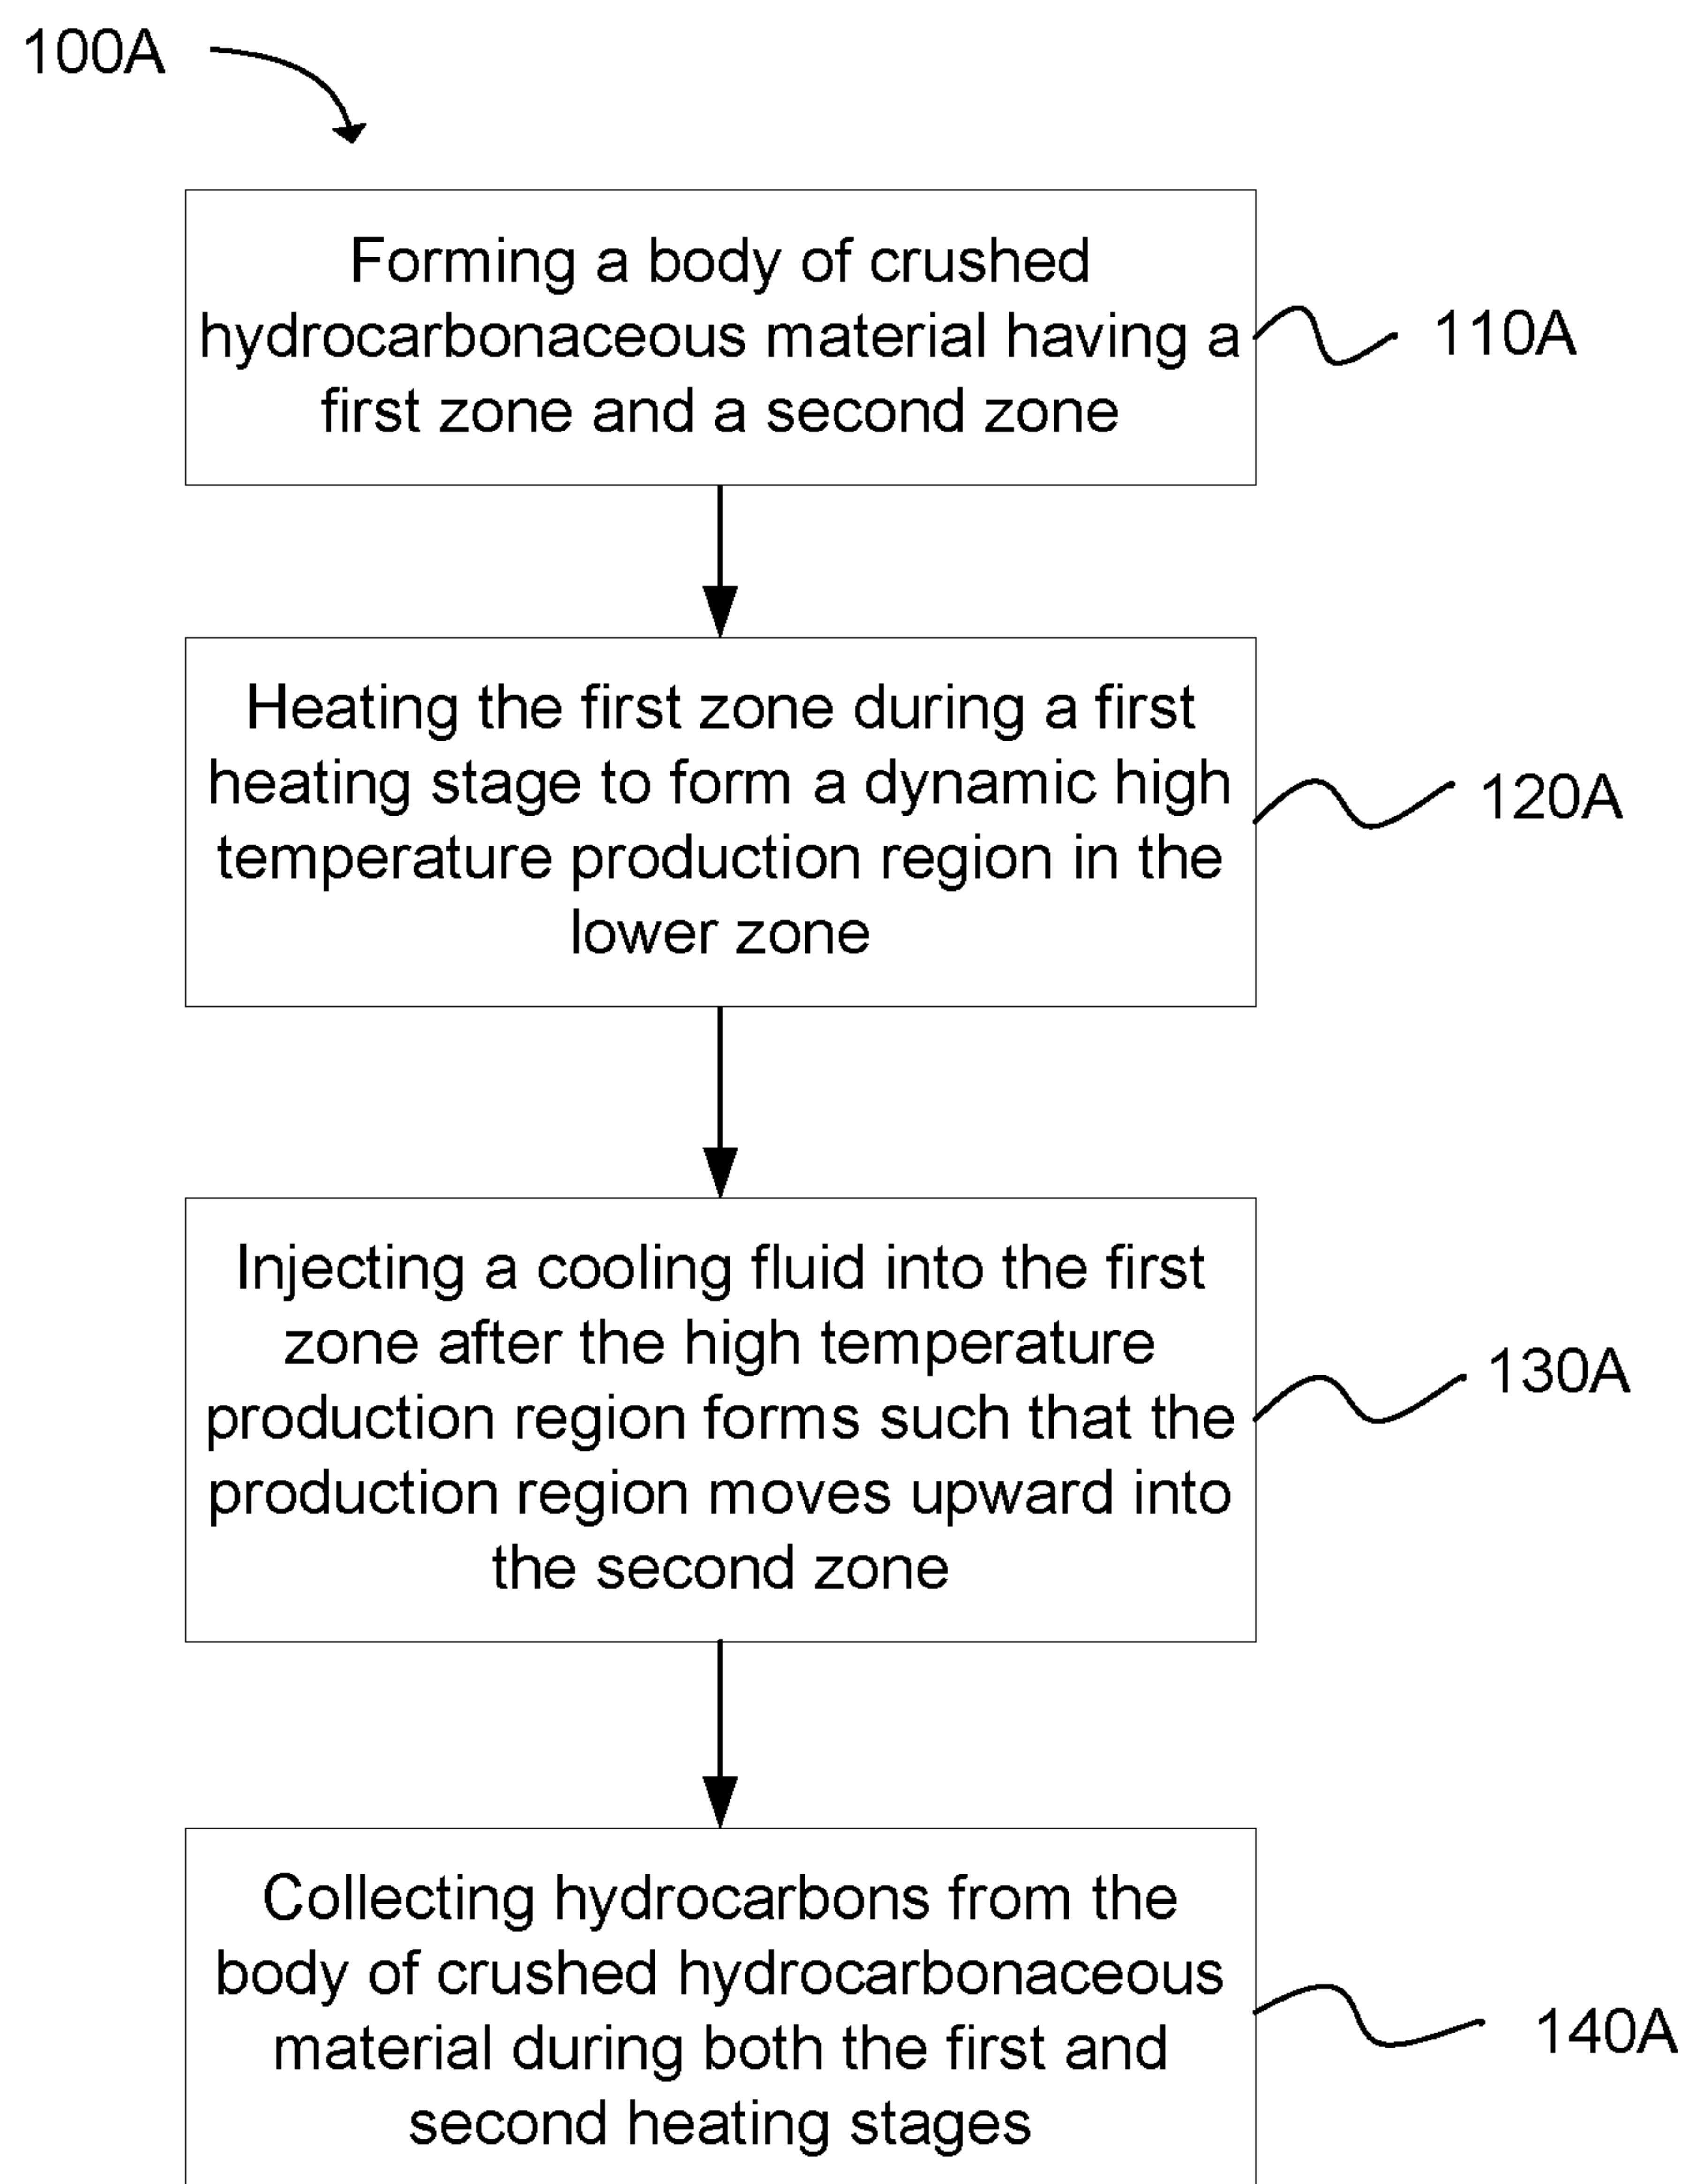 100A
Forming a body of crushed
hydrocarbonaceous material having a
first zone and a second zone
110A
Heating the first zone during a first
heating stage to form a dynamic high
temperature production region in the
lower zone
120A
Injecting a cooling fluid into the first
zone after the high temperature
production region forms such that the
production region moves upward into
the second zone
130A
Collecting hydrocarbons from the
body of crushed hydrocarbonaceous
material during both the first and
second heating stages
140A